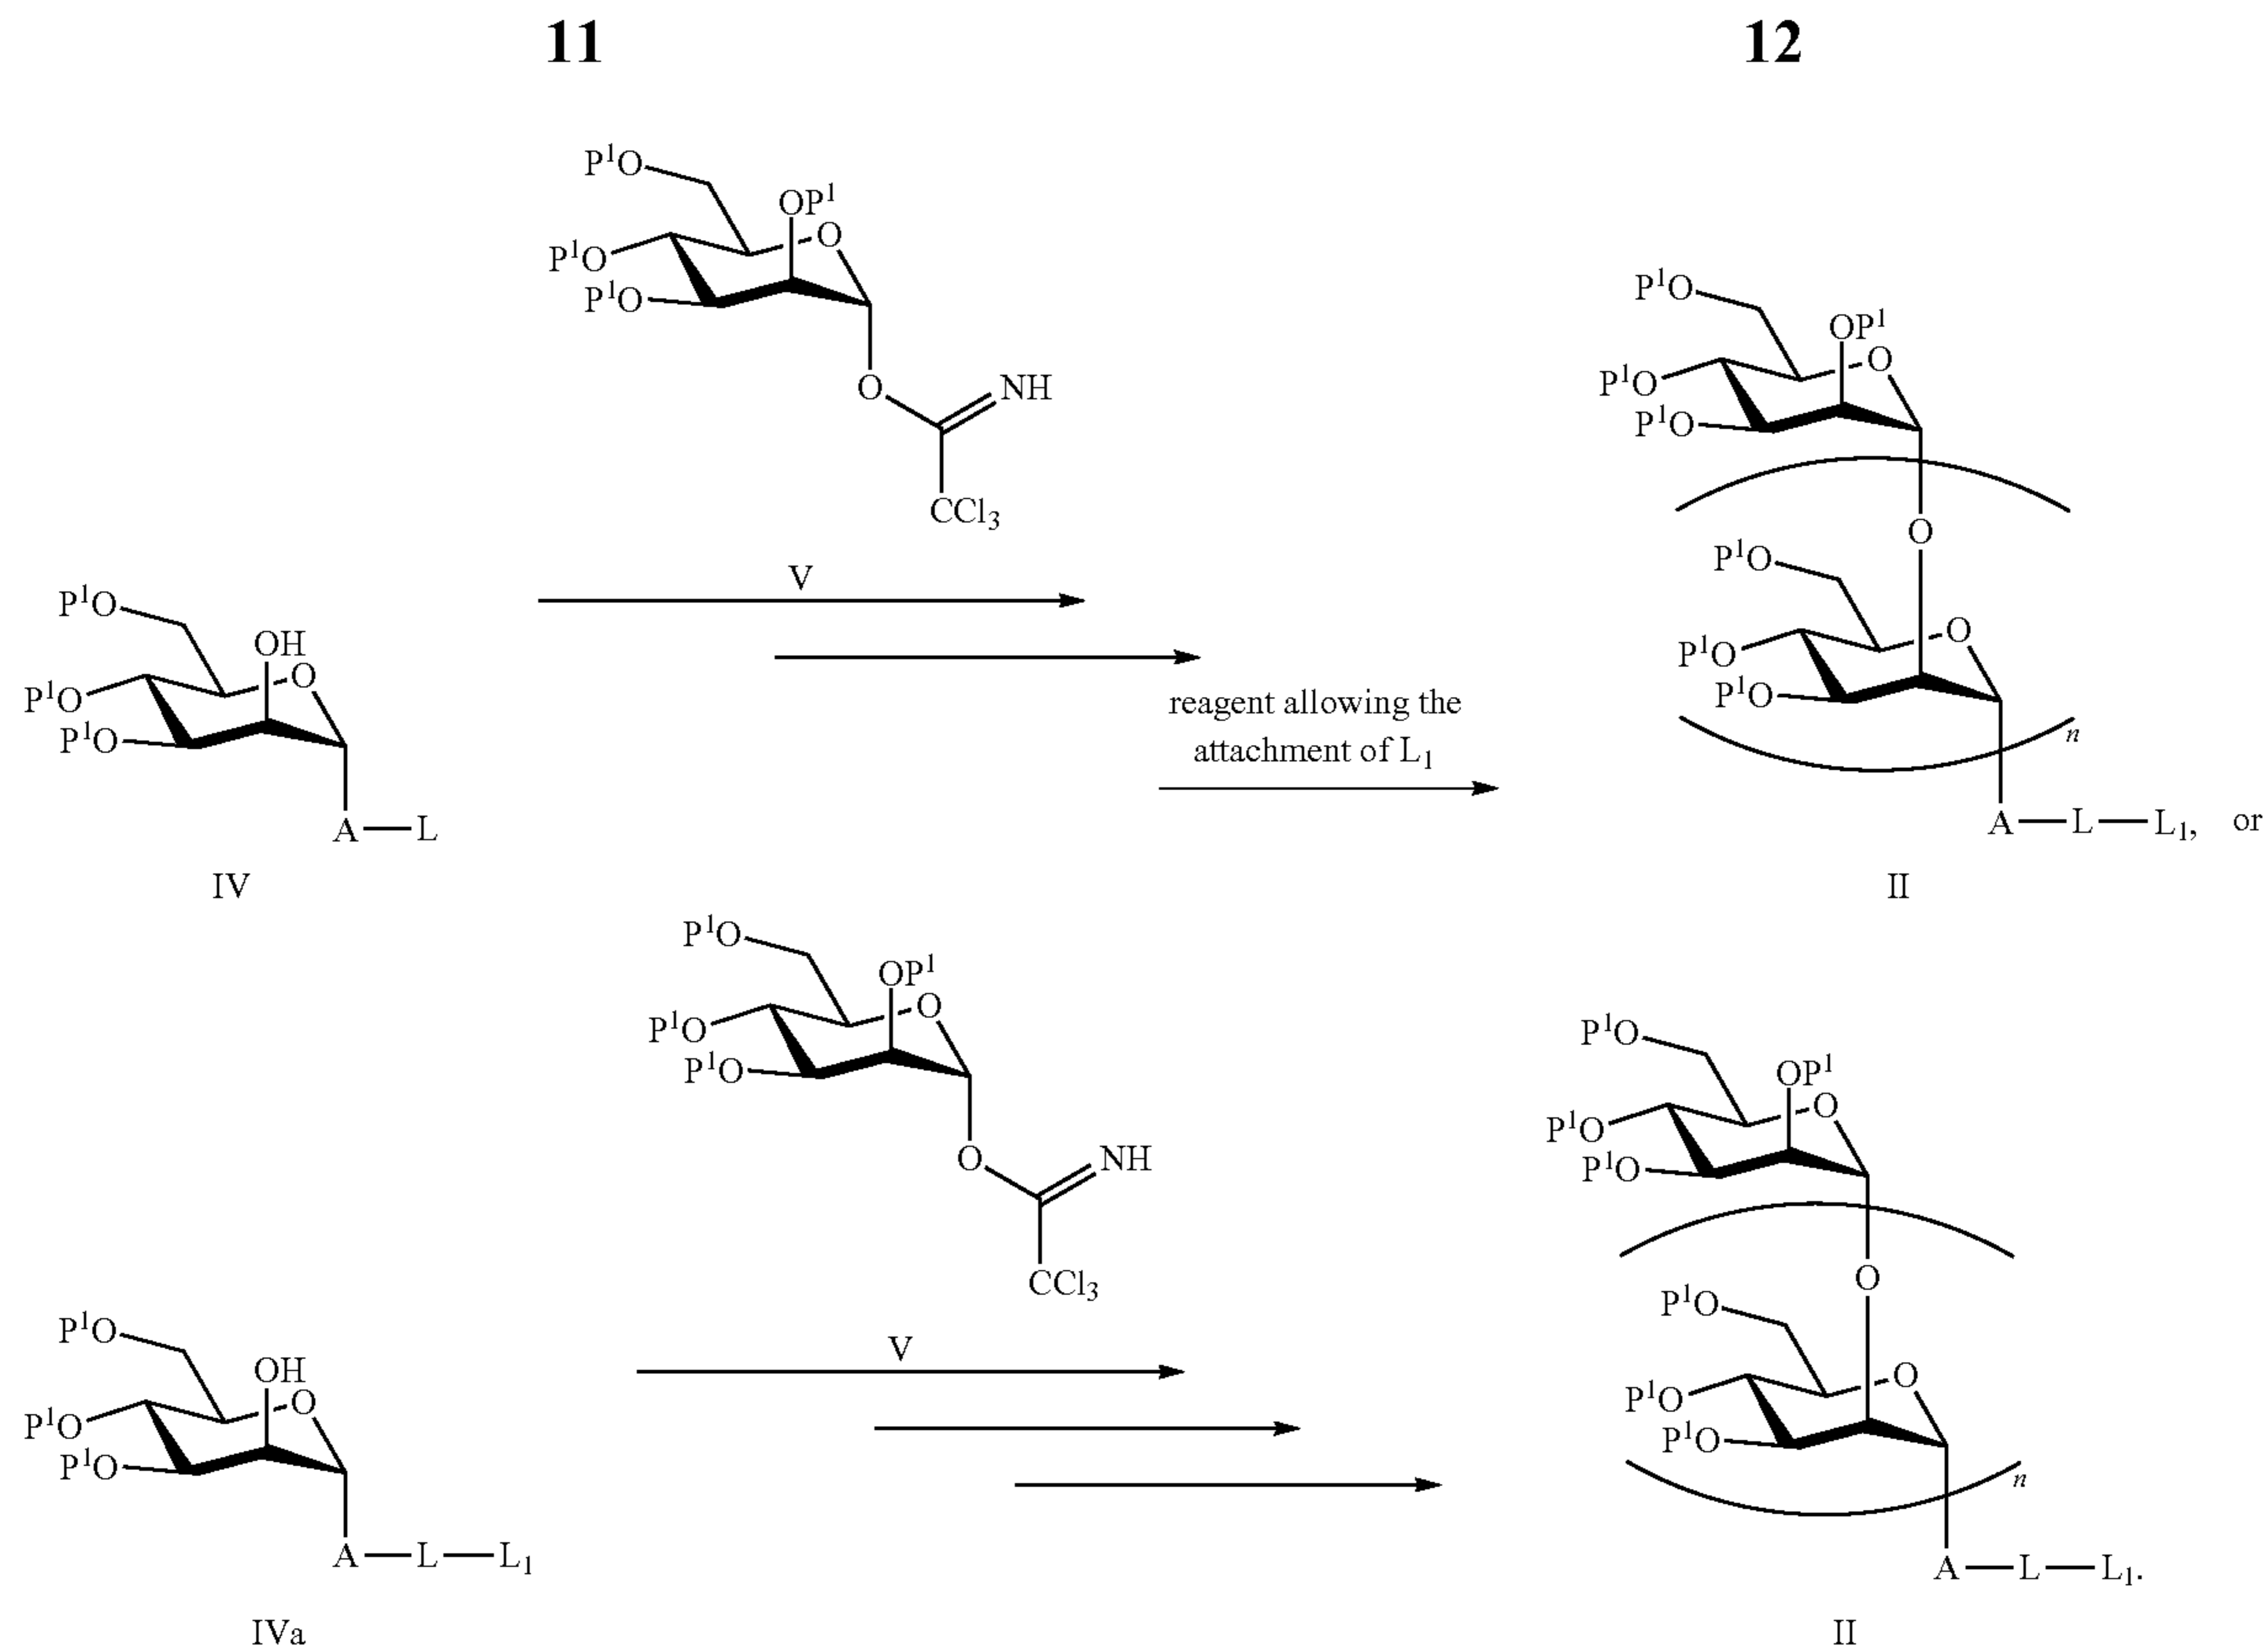 11 12
P¹O
OP¹
O
P¹O
P¹O
O
NH
CCl₃
V
P¹O
OH
O
P¹O
P¹O
A—L
IV
reagent allowing the
attachment of L₁
P¹O
OP¹
O
P¹O
P¹O
O
P¹O
O
P¹O
P¹O
n
A—L—L₁, or
II
P¹O
OP¹
O
P¹O
P¹O
O
NH
CCl₃
V
P¹O
OH
O
P¹O
P¹O
A—L—L₁
IVa
P¹O
OP¹
O
P¹O
P¹O
O
P¹O
O
P¹O
P¹O
n
A—L—L₁.
II